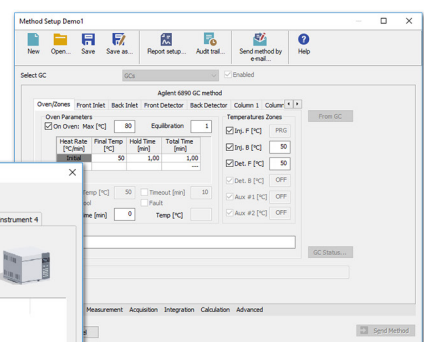 Method Setup Demo1
New Open... Save Save as... Report setup... Audit trail... Send method by e-mail... Help
Select GC GCs Enabled
Agilent 6890 GC method
Oven/Zones Front Inlet Back Inlet Front Detector Back Detector Column 1 Column
From GC
Oven Parameters Temperatures Zones
On Oven: Max [°C] 80 Equilibration 1 Inj. F [°C] PRG
Heat Rate [°C/min] Final Temp [°C] Hold Time [min] Total Time [min] Inj. B [°C] 50
Initial 50 1,00 1,00 Det. F [°C] 50
---
Det. B [°C] OFF
Temp [°C] 50 Timeout [min] 10 Aux #1 [°C] OFF
Fault
[min] 0 Temp [°C] Aux #2 [°C] OFF
nstrument 4
GC Status...
Measurement Acquisition Integration Calculation Advanced
Send Method